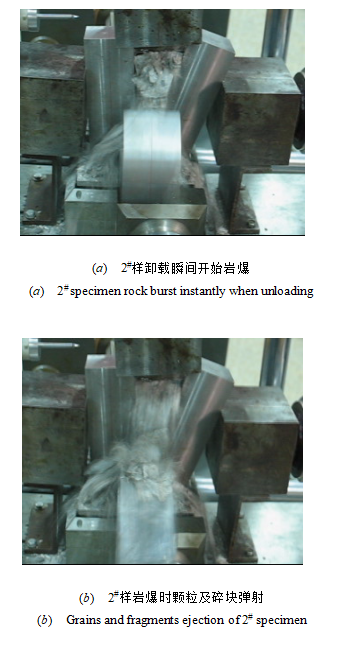 (a) 2#样卸载瞬间开始岩爆
(a) 2# specimen rock burst instantly when unloading
(b) 2#样岩爆时颗粒及碎块弹射
(b) Grains and fragments ejection of 2# specimen